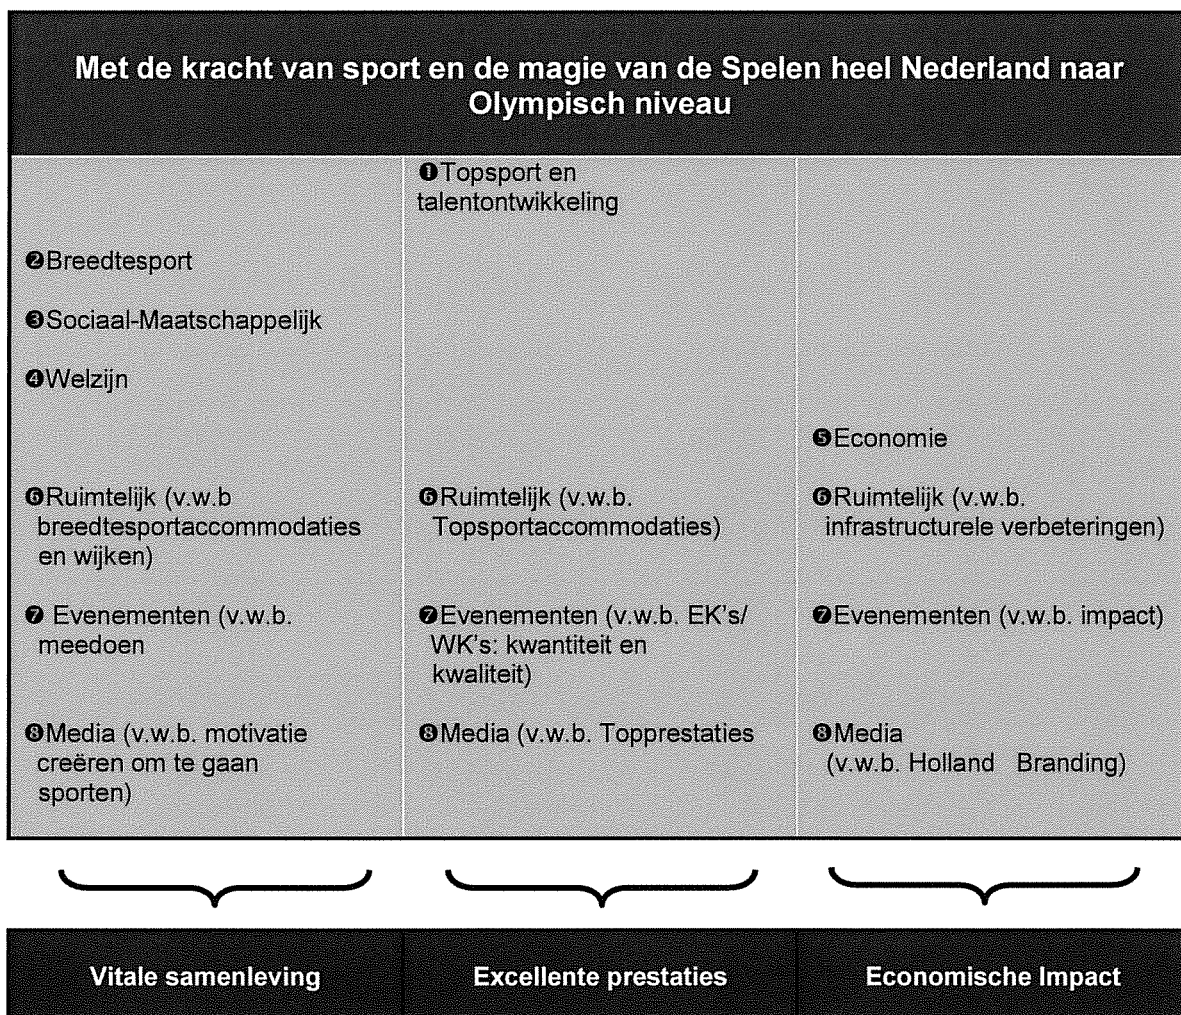 Met de kracht van sport en de magie van de Spelen heel Nederland naar
Olympisch niveau
❶Topsport en
talentontwikkeling
❷Breedtesport
❸Sociaal-Maatschappelijk
❹Welzijn
❺Economie
❻Ruimtelijk (v.w.b
breedtesportaccommodaties
en wijken)
❻Ruimtelijk (v.w.b.
Topsportaccommodaties)
❻Ruimtelijk (v.w.b.
infrastructurele verbeteringen)
❼ Evenementen (v.w.b.
meedoen
❼Evenementen (v.w.b. EK's/
WK's: kwantiteit en
kwaliteit)
❼Evenementen (v.w.b. impact)
❽Media (v.w.b. motivatie
creëren om te gaan
sporten)
❽Media (v.w.b. Topprestaties
❽Media
(v.w.b. Holland Branding)
Vitale samenleving
Excellente prestaties
Economische Impact